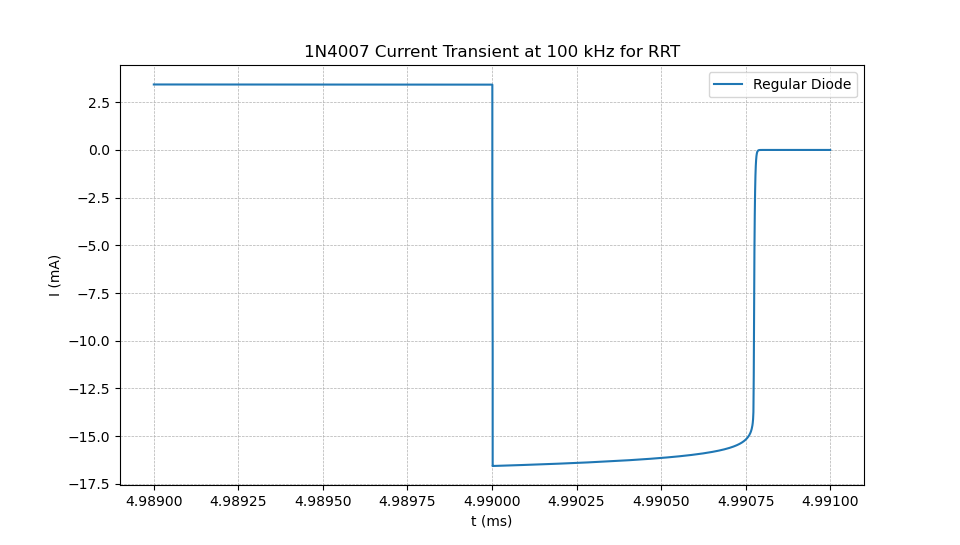 1N4007 Current Transient at 100 kHz for RRT
Regular Diode
I (mA)
2.5
0.0
−2.5
−5.0
−7.5
−10.0
−12.5
−15.0
−17.5
4.98900 4.98925 4.98950 4.98975 4.99000 4.99025 4.99050 4.99075 4.99100
t (ms)